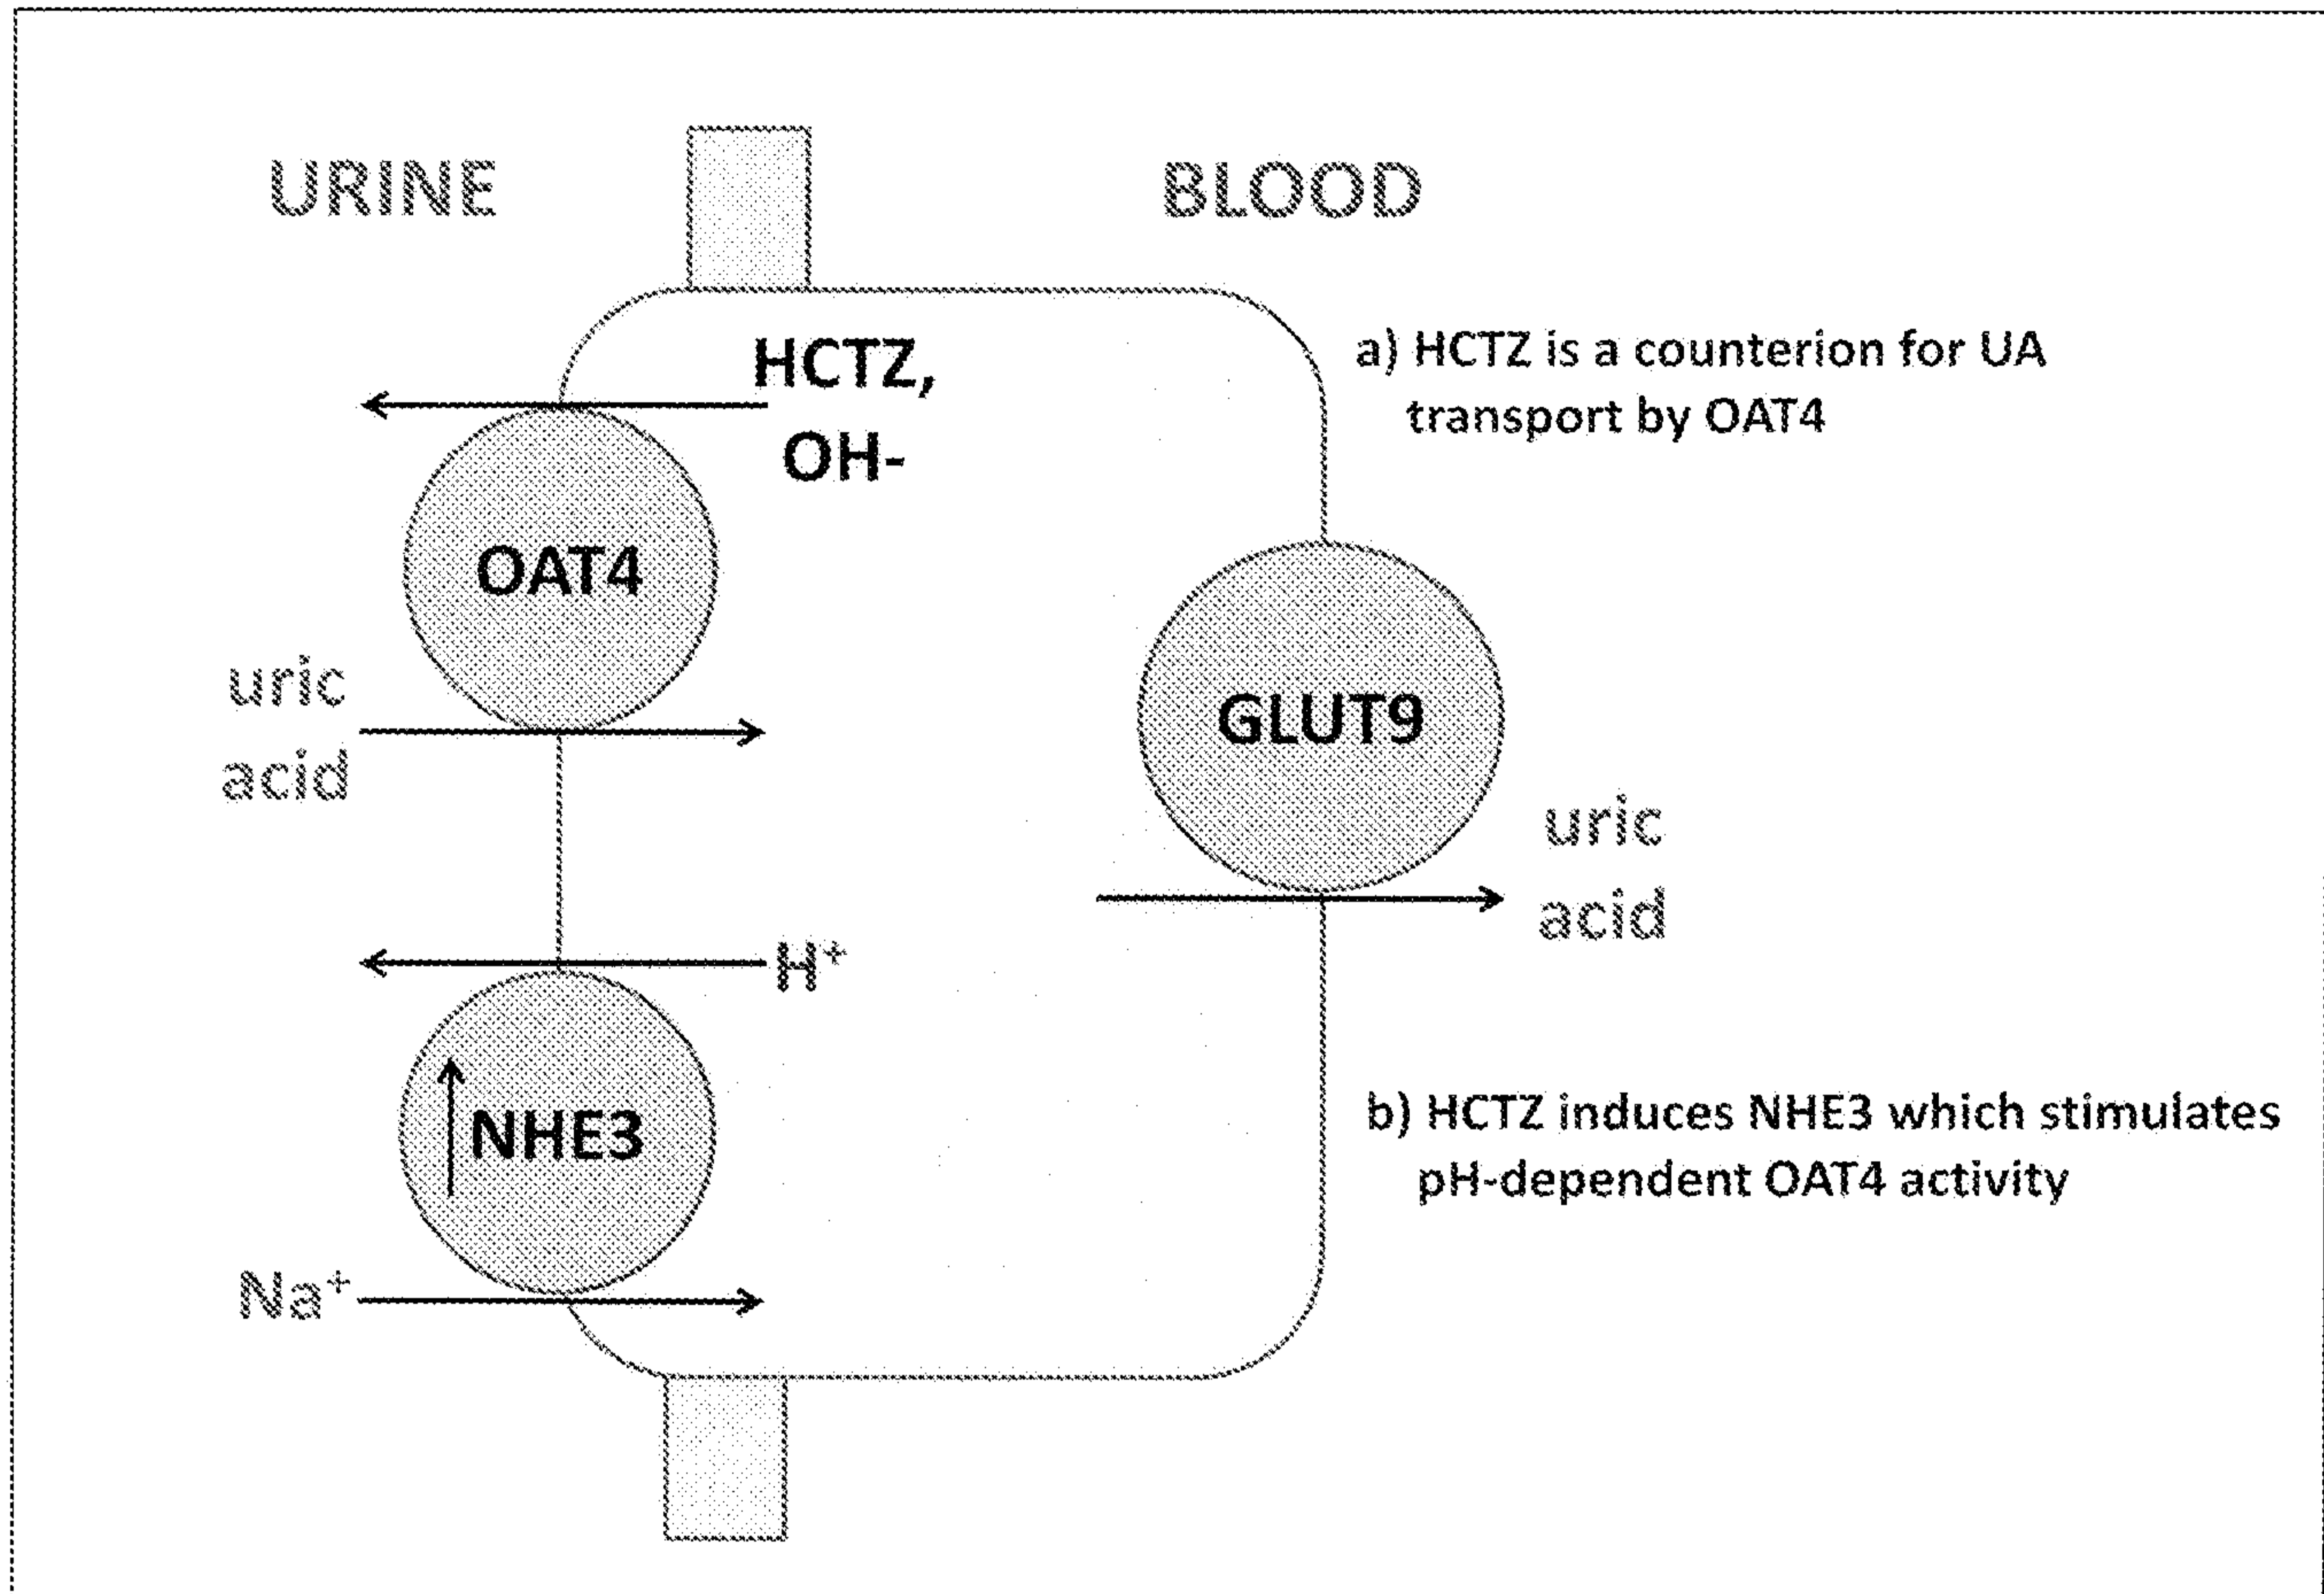 URINE
BLOOD
HCTZ,
OH-
a) HCTZ is a counterion for UA
transport by OAT4
OAT4
uric
acid
GLUT9
uric
acid
H⁺
NHE3
b) HCTZ induces NHE3 which stimulates
pH-dependent OAT4 activity
Na⁺